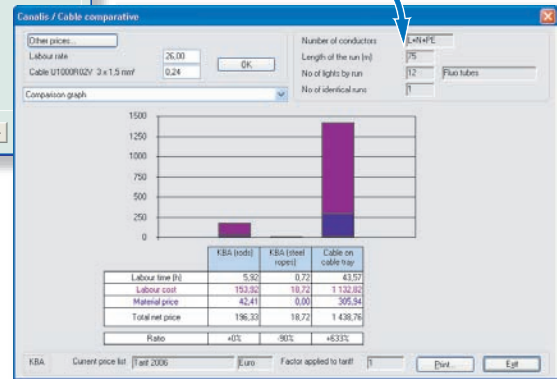 Canalis / Cable comparative
Other prices...
Labour rate 26,00
Cable U1000R02V 3 x 1,5 mm² 0,24
OK
Number of conductors L+N+PE
Length of the run (m) 75
No of lights by run 12 Fluo tubes
No of identical runs 1
Comparison graph
1500
1250
1000
750
500
250
0
KBA (rods) KBA (steel ropes) Cable on cable tray
Labour time (h) 5,92 0,72 43,57
Labour cost 153,92 18,72 1 132,82
Material price 42,41 0,00 305,94
Total net price 196,33 18,72 1 438,76
Ratio +0% -90% +633%
KBA Current price list Tarif 2006 Euro Factor applied to tariff 1 Print... Exit